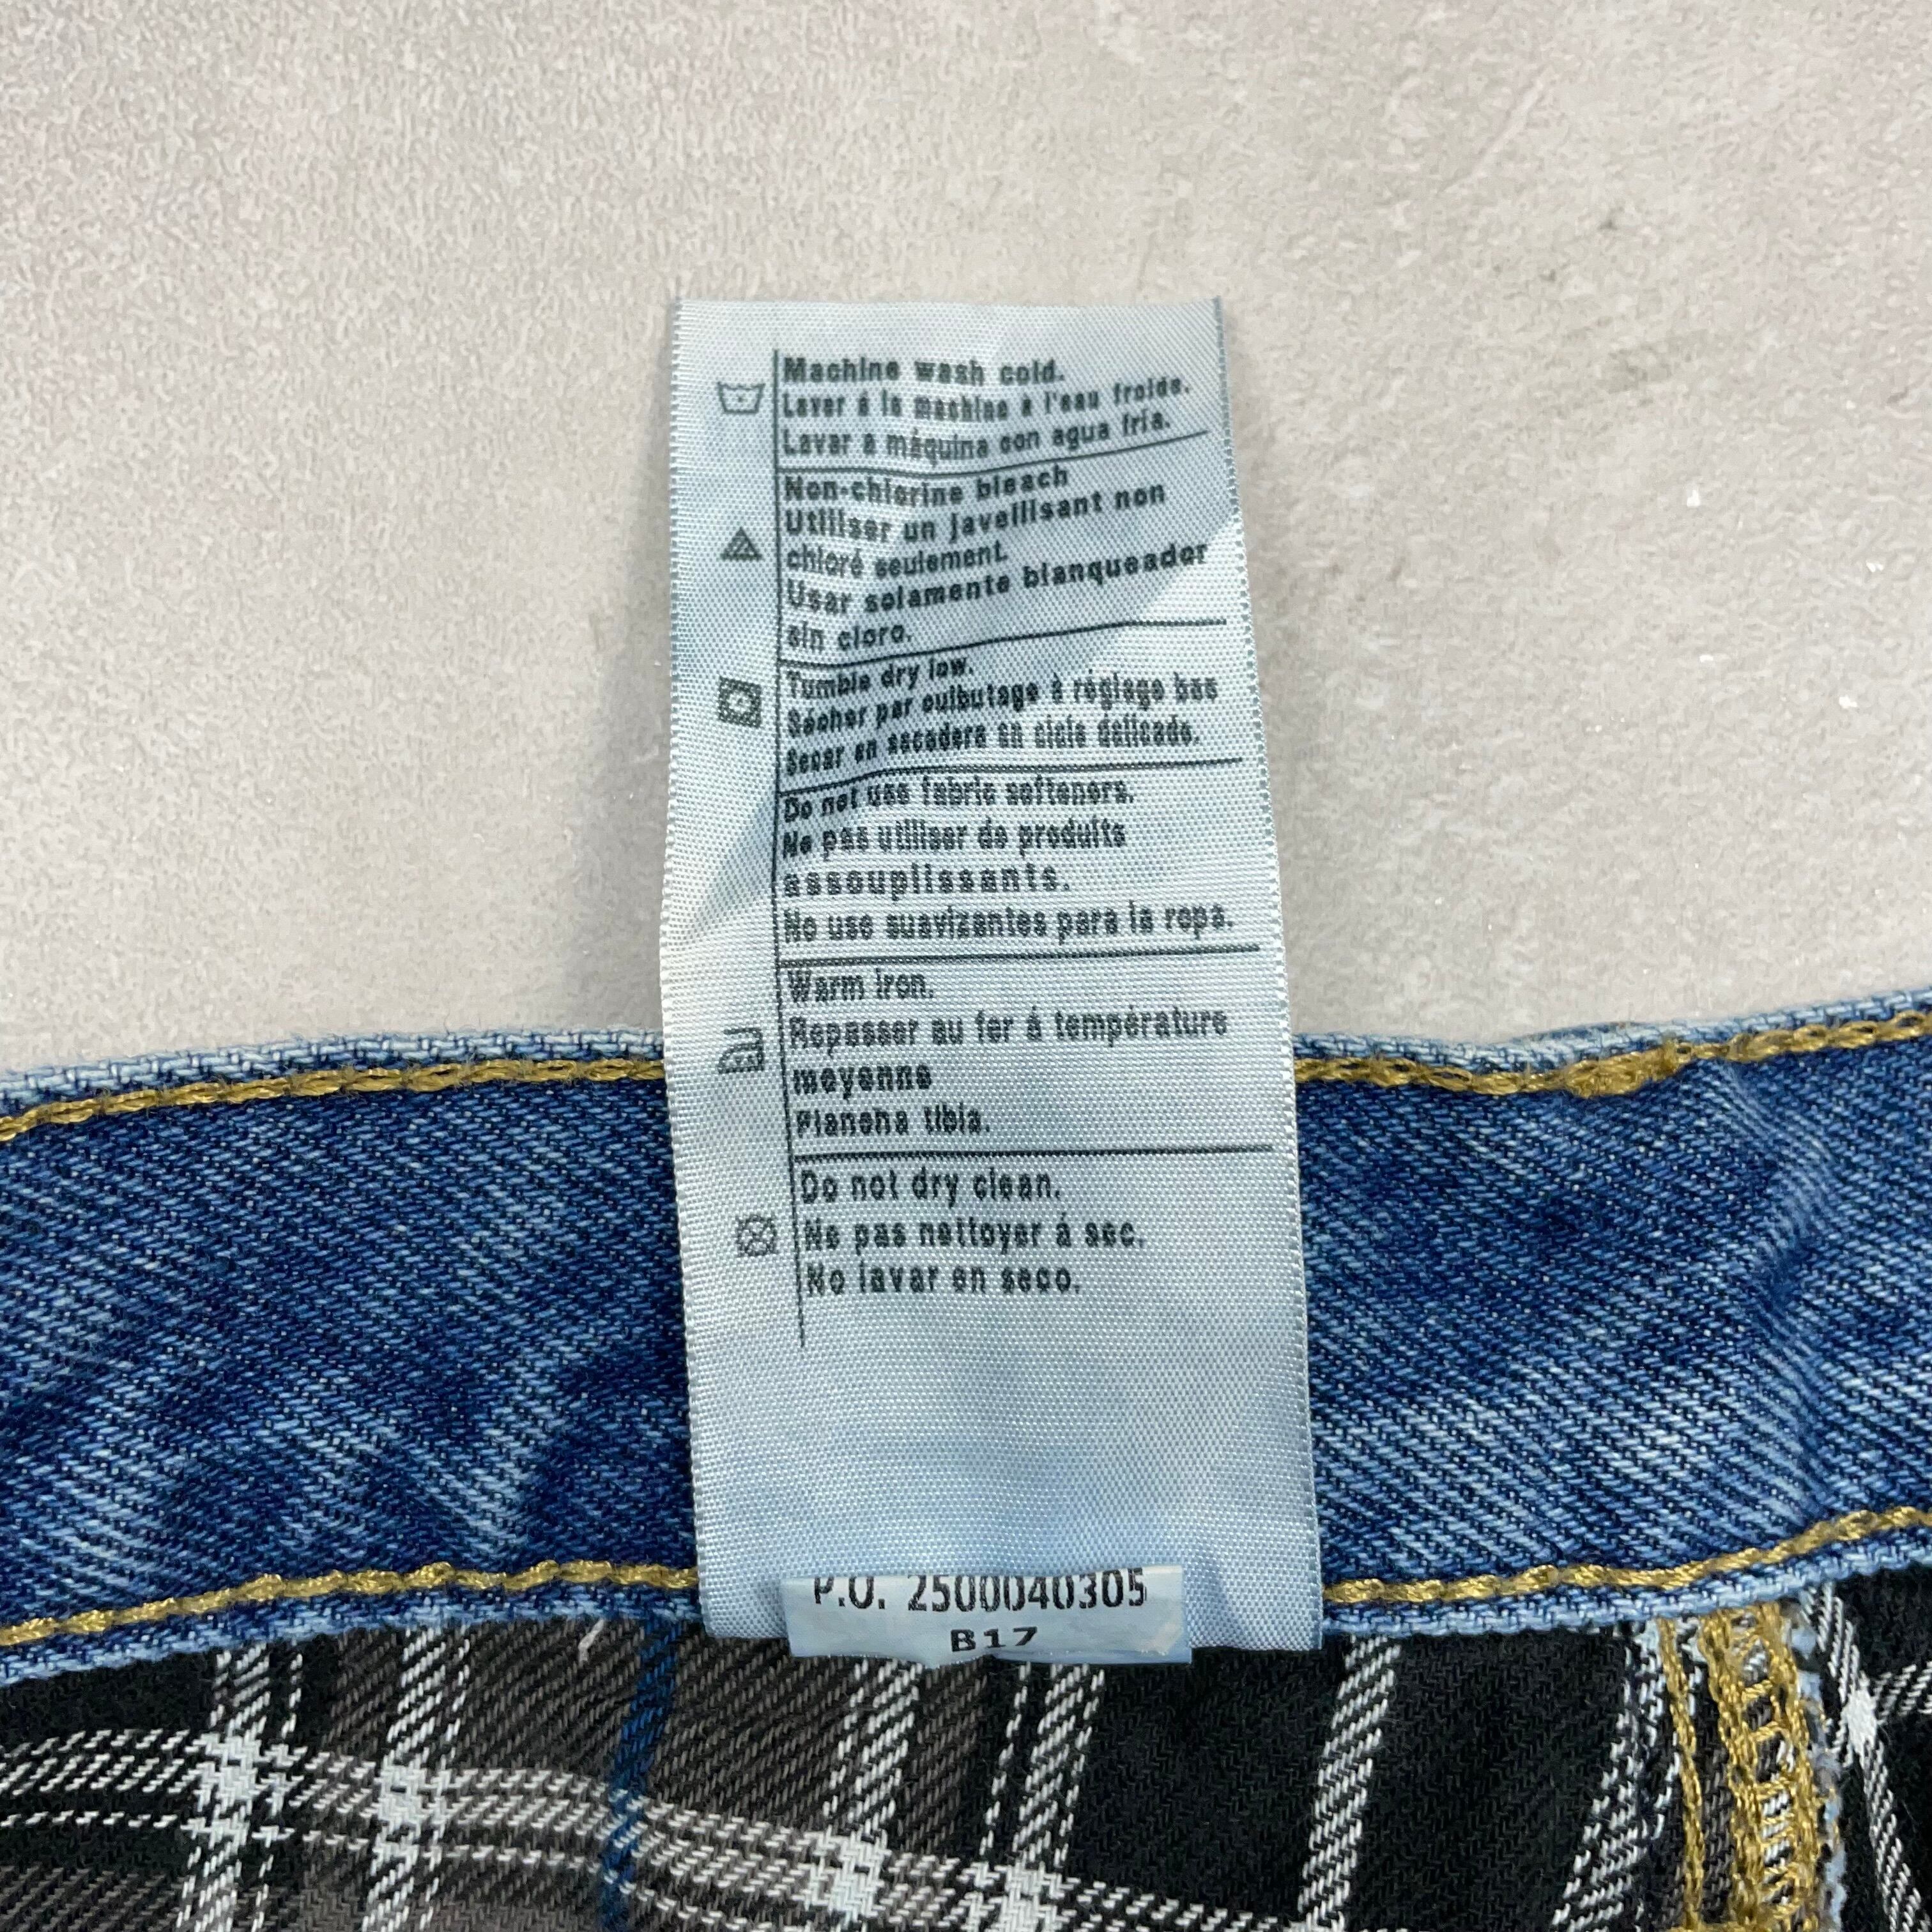 Machine wash cold.
Laver á la machine a l'eau froide.
Lavar a máquina con agua fría.
Non-chlorine bleach
Utiliser un javellisant non
chloré seulement.
Usar solamente blanqueador
sin cloro.
Tumble dry low.
Sécher par culbutage á réglage bas
Secar en secadera en ciclo delicado.
Do not use fabric softeners.
Ne pas utiliser de produits
assouplissants.
No use suavizantes para la ropa.
Warm iron.
Repasser au fer á température
moyenne
Planena tibia.
Do not dry clean.
Ne pas nettoyer á sec.
No lavar en seco.
P.O. 2500040305
B17